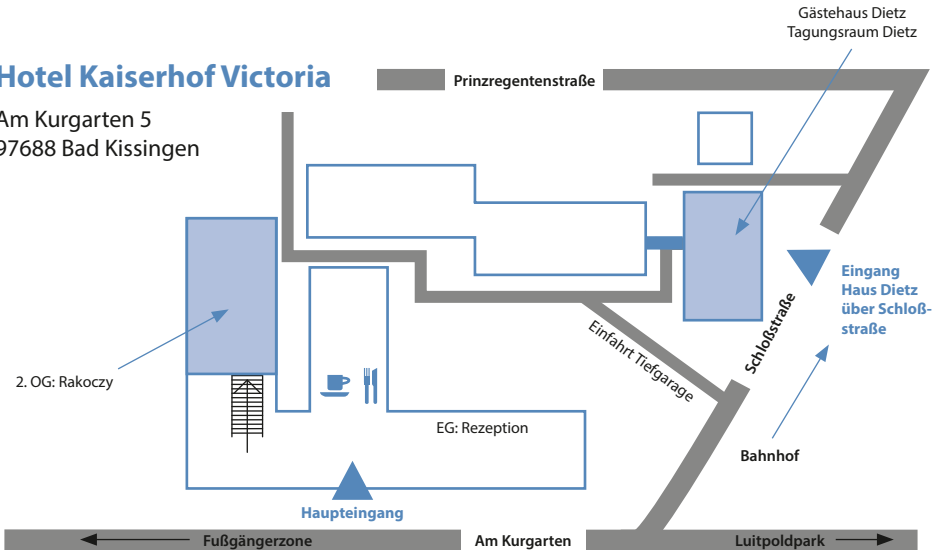 Gästehaus Dietz
Tagungsraum Dietz
Hotel Kaiserhof Victoria
Prinzregentenstraße
Am Kurgarten 5
97688 Bad Kissingen
Eingang
Haus Dietz
über Schloß-
straße
Schloßstraße
Einfahrt Tiefgarage
2. OG: Rakoczy
EG: Rezeption
Bahnhof
Haupteingang
Fußgängerzone
Am Kurgarten
Luitpoldpark